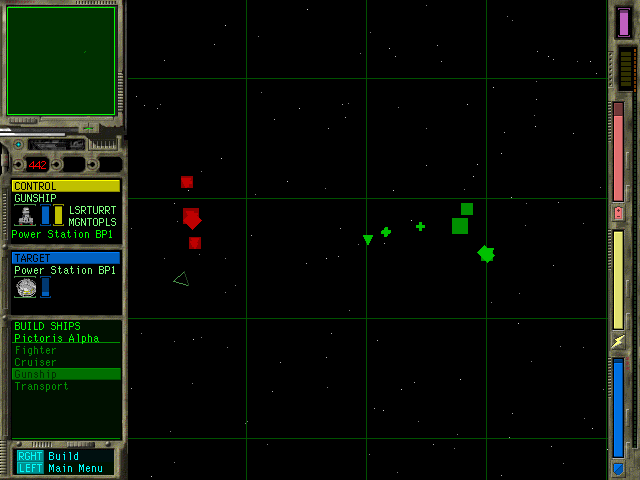 442
CONTROL
GUNSHIP
LSRTURRT
MGNTOPLS
Power Station BP1
TARGET
Power Station BP1
BUILD SHIPS
Pictoris Alpha
Fighter
Cruiser
Gunship
Transport
RGHT Build
LEFT Main Menu